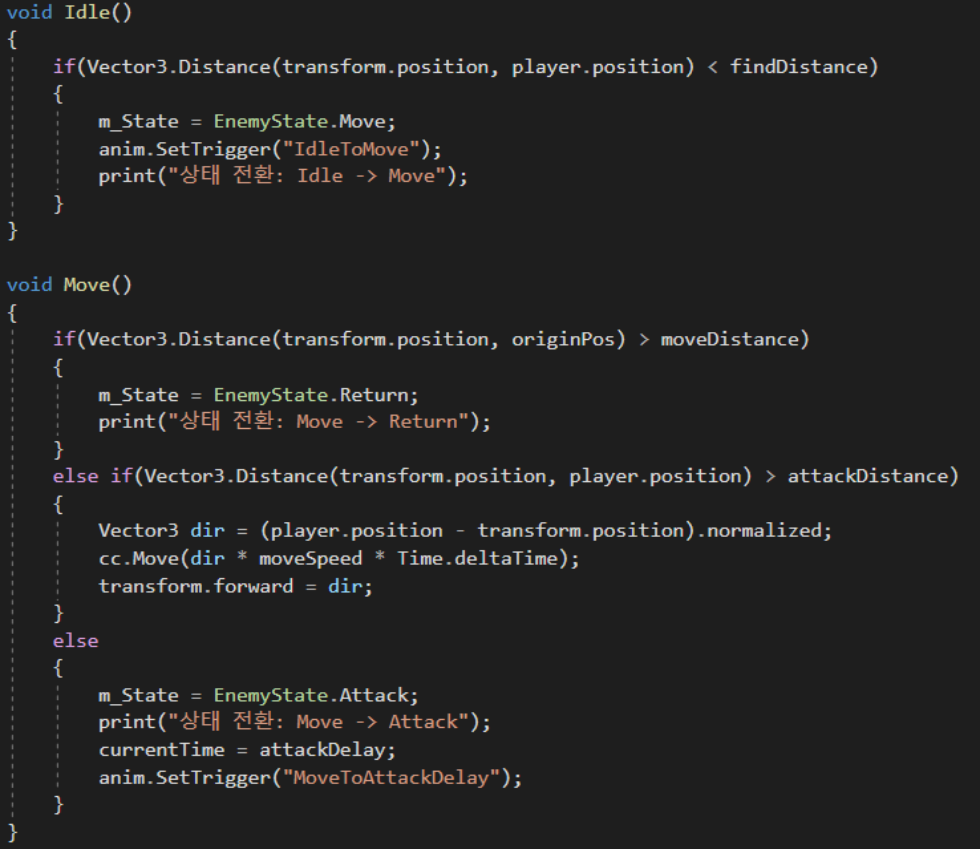 void Idle()
{
    if(Vector3.Distance(transform.position, player.position) < findDistance)
    {
        m_State = EnemyState.Move;
        anim.SetTrigger("IdleToMove");
        print("상태 전환: Idle -> Move");
    }
}

void Move()
{
    if(Vector3.Distance(transform.position, originPos) > moveDistance)
    {
        m_State = EnemyState.Return;
        print("상태 전환: Move -> Return");
    }
    else if(Vector3.Distance(transform.position, player.position) > attackDistance)
    {
        Vector3 dir = (player.position - transform.position).normalized;
        cc.Move(dir * moveSpeed * Time.deltaTime);
        transform.forward = dir;
    }
    else
    {
        m_State = EnemyState.Attack;
        print("상태 전환: Move -> Attack");
        currentTime = attackDelay;
        anim.SetTrigger("MoveToAttackDelay");
    }
}